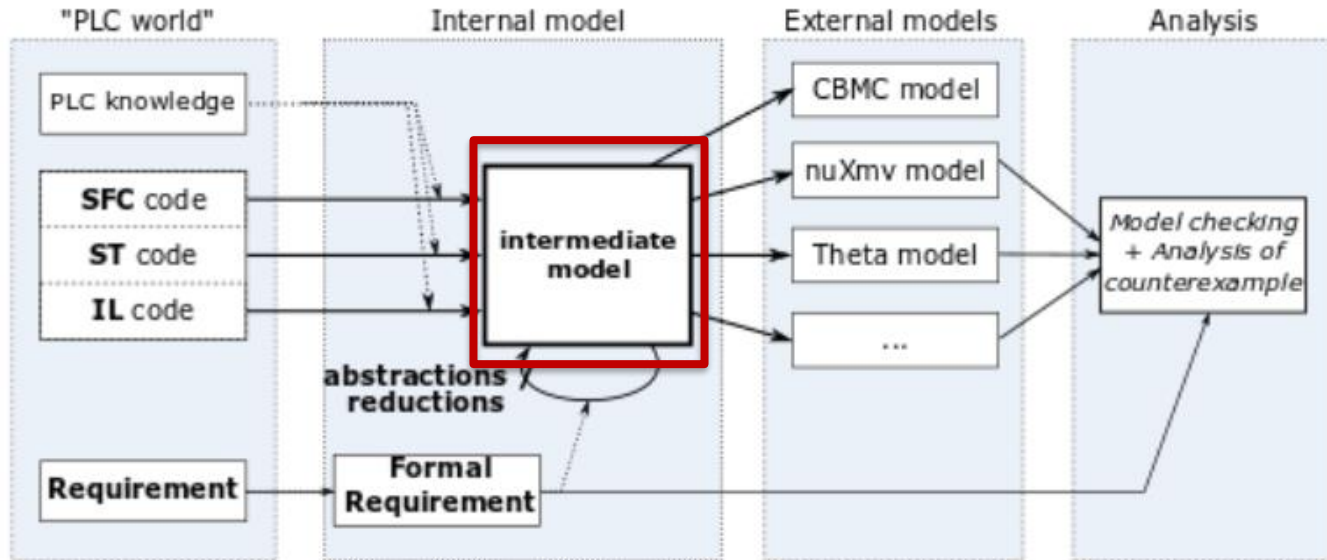 "PLC world"
Internal model
External models
Analysis
PLC knowledge
SFC code
ST code
IL code
Requirement
intermediate
model
abstractions
reductions
Formal
Requirement
CBMC model
nuXmv model
Theta model
...
Model checking
+ Analysis of
counterexample